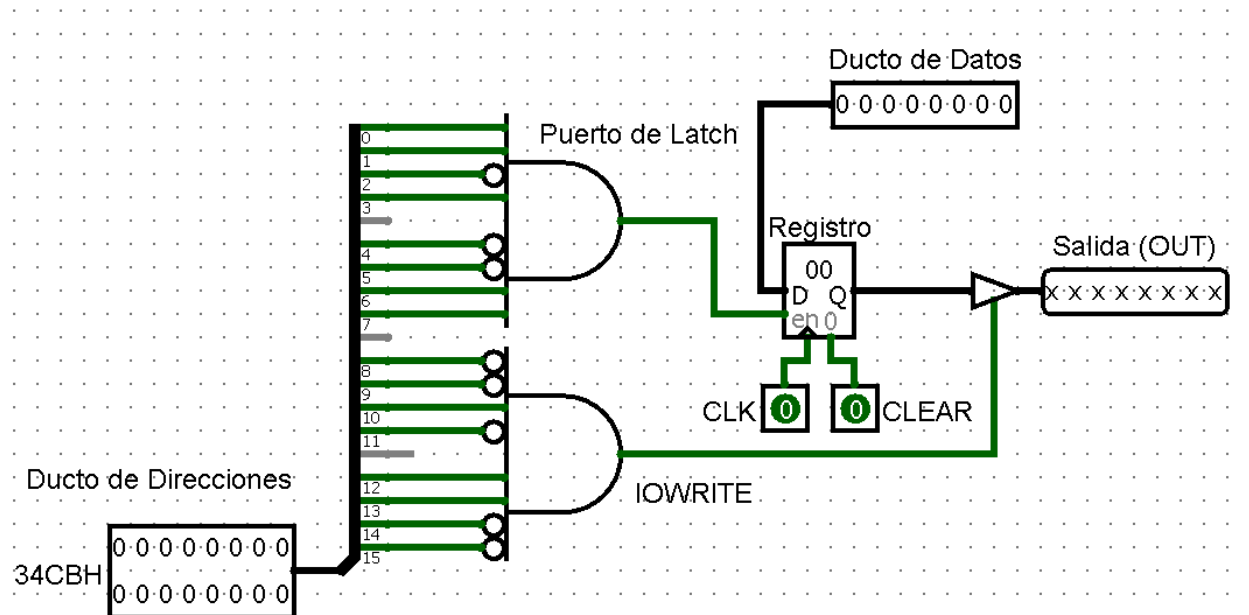 Ducto de Datos
0 0 0 0 0 0 0 0
Puerto de Latch
0
1
2
3
4
5
6
7
8
9
10
11
12
13
14
15
Registro
00
D Q
en 0
Salida (OUT)
x x x x x x x x
CLK 0
0 CLEAR
IOWRITE
Ducto de Direcciones
34CBH
0 0 0 0 0 0 0 0
0 0 0 0 0 0 0 0